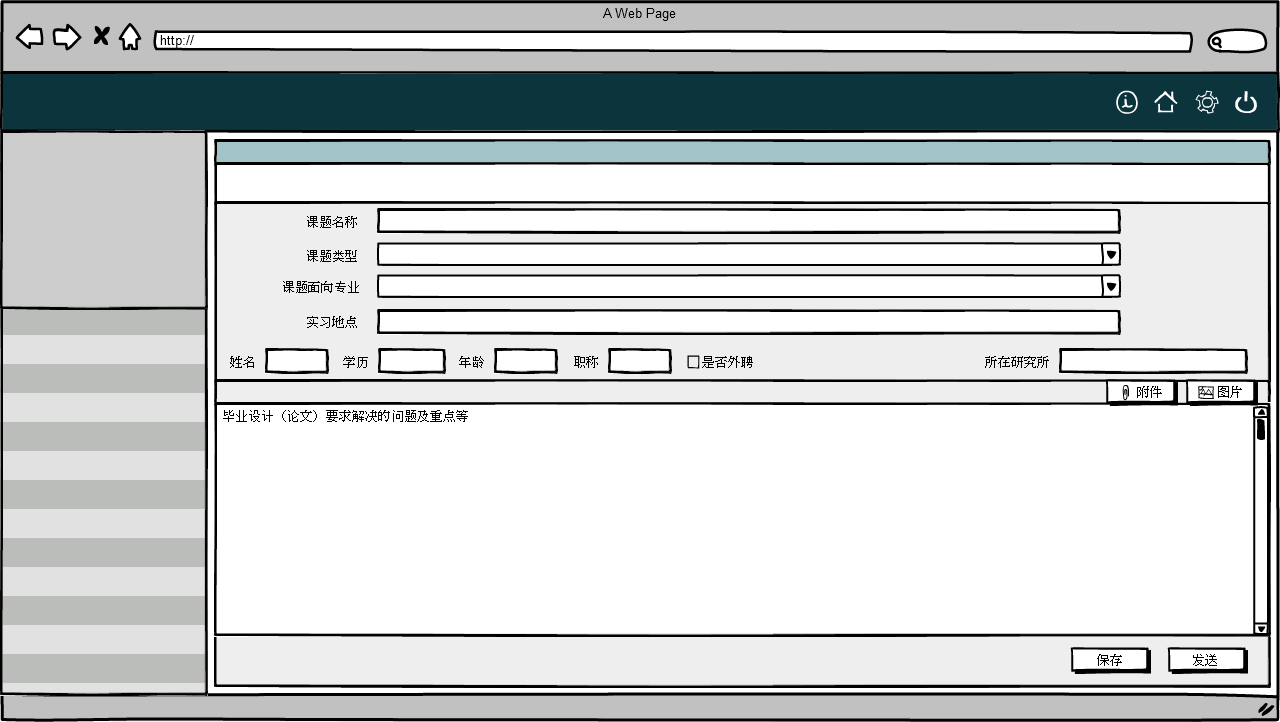 A Web Page
http://
课题名称
课题类型
课题面向专业
实习地点
姓名 学历 年龄 职称 是否外聘 所在研究所
附件 图片
毕业设计（论文）要求解决的问题及重点等
保存 发送